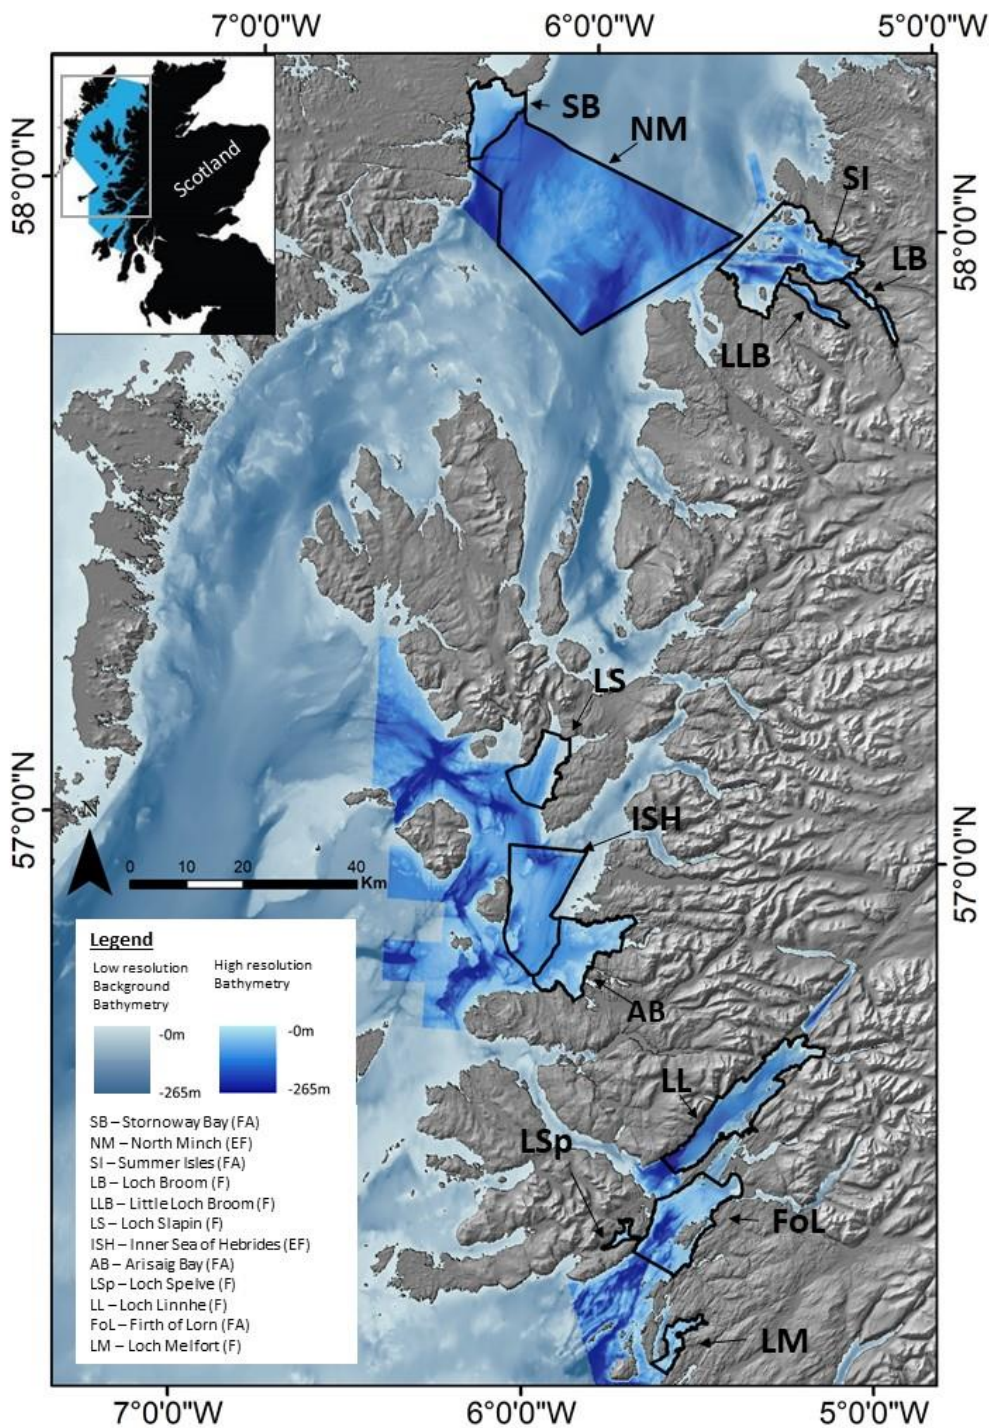 7°0'0"W 6°0'0"W 5°0'0"W
58°0'0"N
Scotland
SB
NM
SI
58°0'0"N
LB
LLB
LS
57°0'0"N
N
ISH
57°0'0"N
0 10 20 40
Km
AB
Legend
Low resolution
Background
Bathymetry
High resolution
Bathymetry
-0m
-265m
-0m
-265m
SB – Stornoway Bay (FA)
NM – North Minch (EF)
SI – Summer Isles (FA)
LB – Loch Broom (F)
LLB – Little Loch Broom (F)
LS – Loch Slapin (F)
ISH – Inner Sea of Hebrides (EF)
AB – Arisaig Bay (FA)
LSp – Loch Spelve (F)
LL – Loch Linnhe (F)
FoL – Firth of Lorn (FA)
LM – Loch Melfort (F)
LL
LSp
FoL
LM
7°0'0"W 6°0'0"W 5°0'0"W